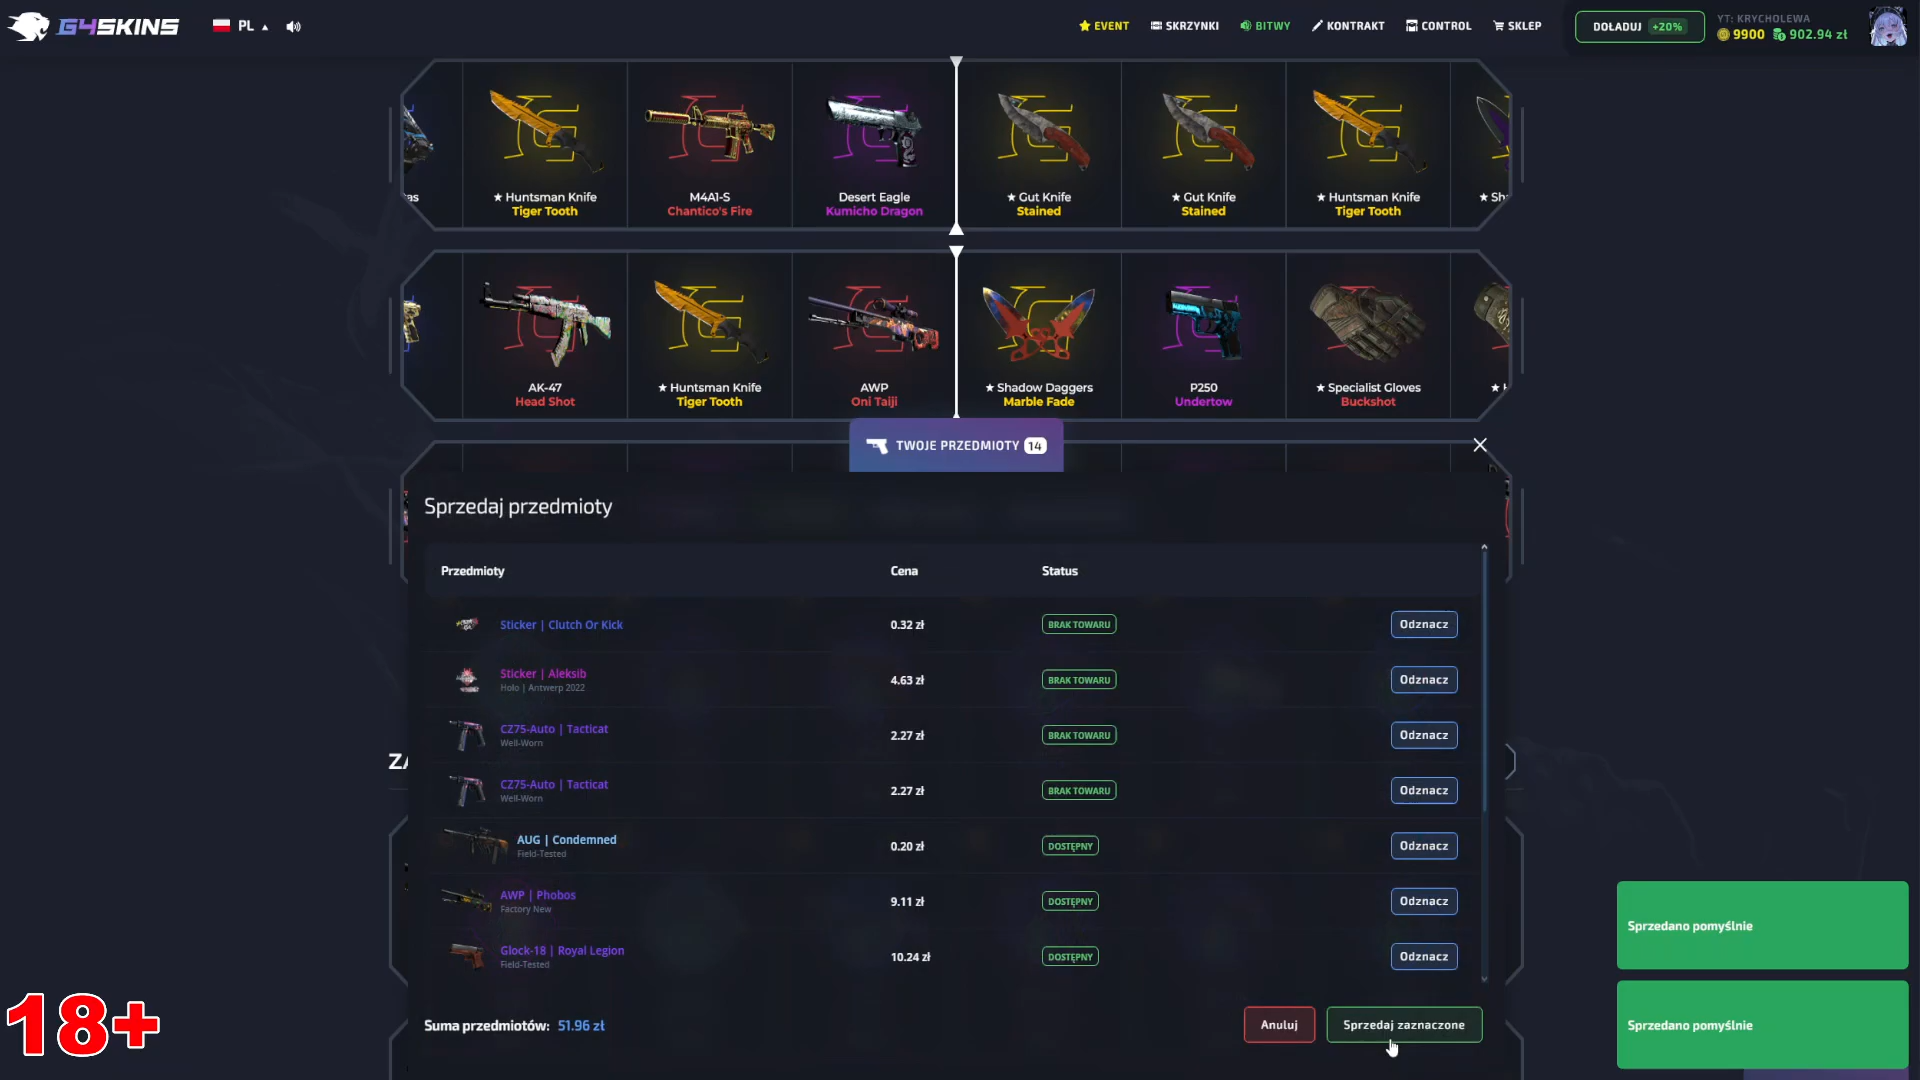 G4SKINS
PL
EVENT
SKRZYNKI
BITWY
KONTRAKT
CONTROL
SKLEP
DOŁADUJ +20%
YT: KRYCHOLEWA
9900 902.94 zł
as
★ Huntsman Knife
Tiger Tooth
M4A1-S
Chantico's Fire
Desert Eagle
Kumicho Dragon
★ Gut Knife
Stained
★ Gut Knife
Stained
★ Huntsman Knife
Tiger Tooth
★ Sh
AK-47
Head Shot
★ Huntsman Knife
Tiger Tooth
AWP
Oni Taiji
★ Shadow Daggers
Marble Fade
P250
Undertow
★ Specialist Gloves
Buckshot
TWOJE PRZEDMIOTY 14
Sprzedaj przedmioty
Przedmioty Cena Status
Sticker | Clutch Or Kick 0.32 zł BRAK TOWARU Odznacz
Sticker | Aleksib 4.63 zł BRAK TOWARU Odznacz
Holo | Antwerp 2022
CZ75-Auto | Tacticat 2.27 zł BRAK TOWARU Odznacz
Well-Worn
CZ75-Auto | Tacticat 2.27 zł BRAK TOWARU Odznacz
Well-Worn
AUG | Condemned 0.20 zł DOSTĘPNY Odznacz
Field-Tested
AWP | Phobos 9.11 zł DOSTĘPNY Odznacz
Factory New
Glock-18 | Royal Legion 10.24 zł DOSTĘPNY Odznacz
Field-Tested
Suma przedmiotów: 51.96 zł
Anuluj
Sprzedaj zaznaczone
ZA
Sprzedano pomyślnie
Sprzedano pomyślnie
18+